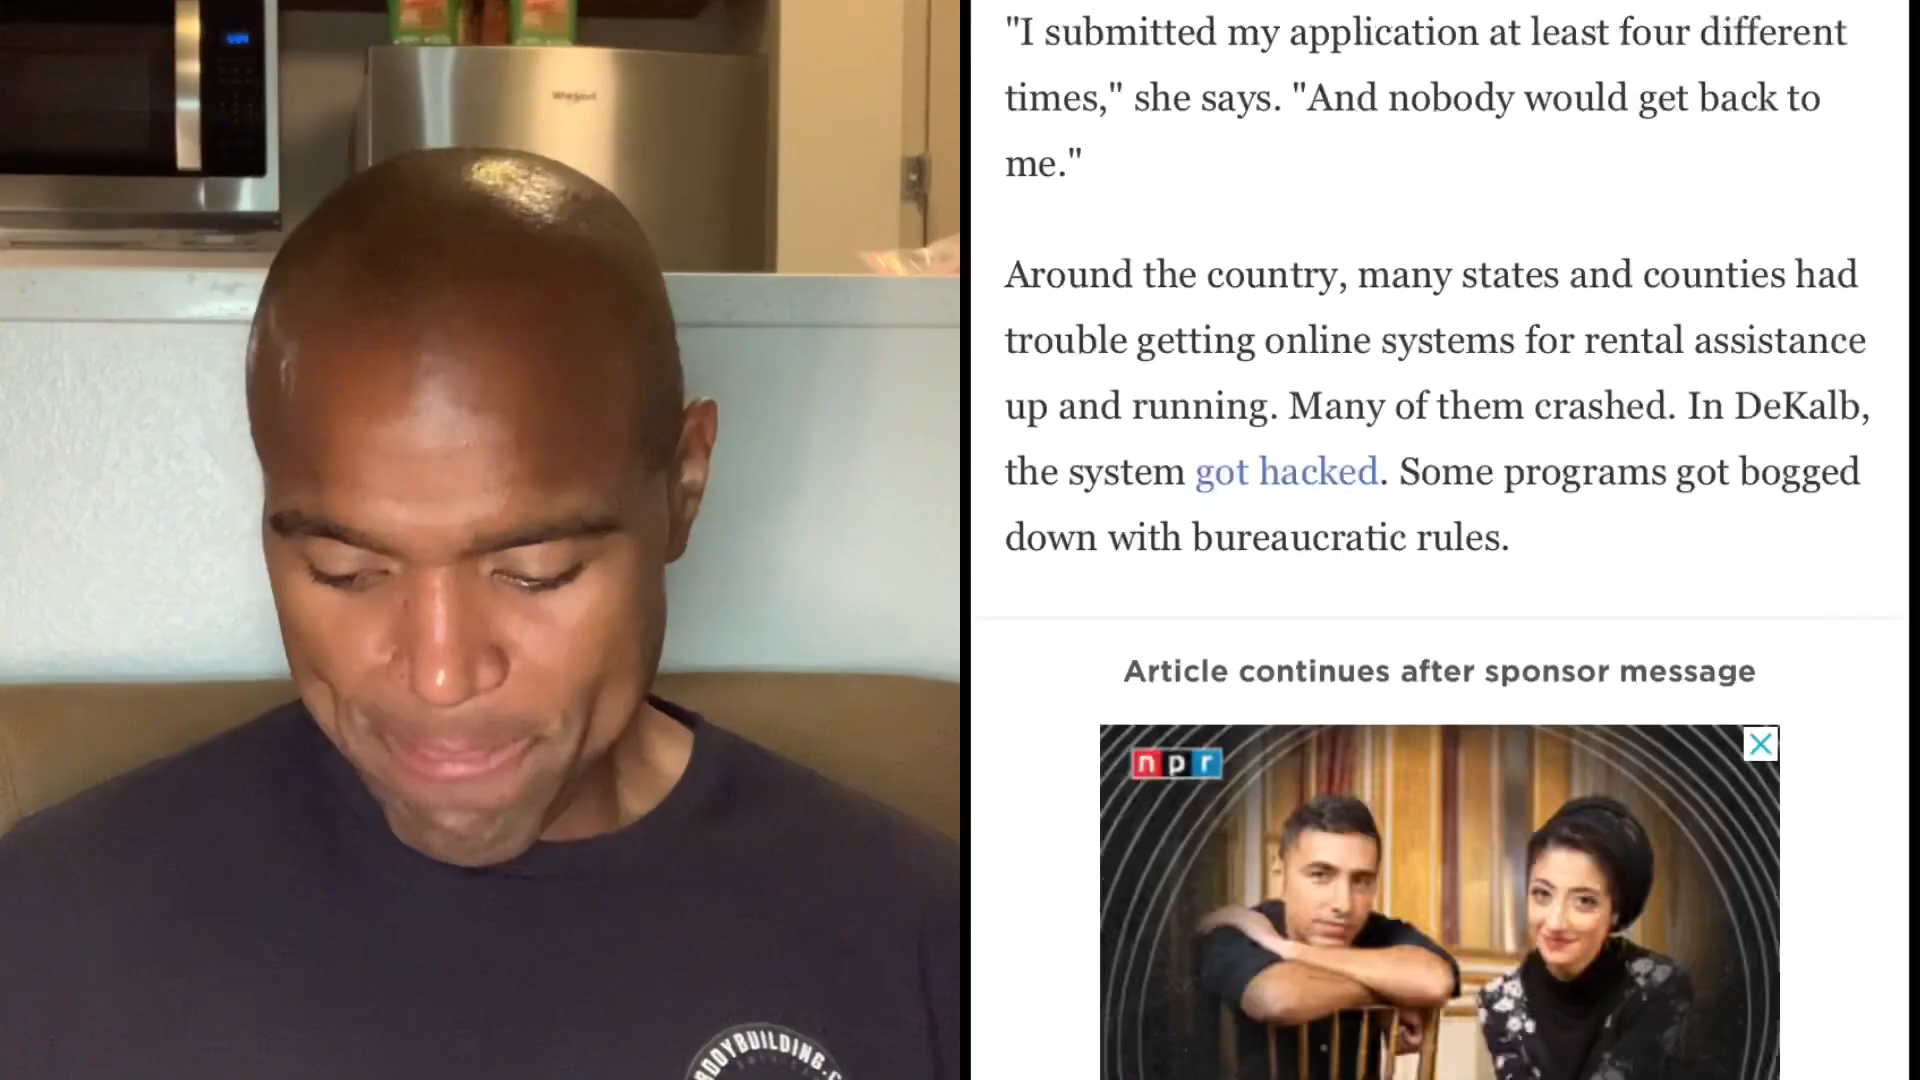 Whirlpool
"I submitted my application at least four different
times," she says. "And nobody would get back to
me."
Around the country, many states and counties had
trouble getting online systems for rental assistance
up and running. Many of them crashed. In DeKalb,
the system got hacked. Some programs got bogged
down with bureaucratic rules.
Article continues after sponsor message
npr
BODYBUILDING.C